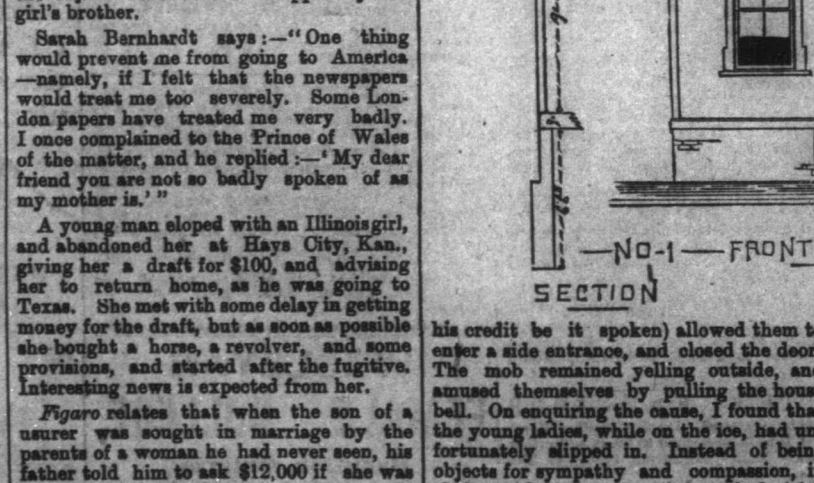 girl's brother.
Sarah Bernhardt says:—"One thing
would prevent me from going to America
—namely, if I felt that the newspapers
would treat me too severely. Some Lon-
don papers have treated me very badly.
I once complained to the Prince of Wales
of the matter, and he replied:—'My dear
friend you are not so badly spoken of as
my mother is.'"
A young man eloped with an Illinois girl,
and abandoned her at Hays City, Kan.,
giving her a draft for $100, and advising
her to return home, as he was going to
Texas. She met with some delay in getting
money for the draft, but as soon as possible
she bought a horse, a revolver, and some
provisions, and started after the fugitive.
Interesting news is expected from her.
Figaro relates that when the son of a
usurer was sought in marriage by the
parents of a woman he had never seen, his
father told him to ask $12,000 if she was
—NO-1—FRONT
SECTION
his credit be it spoken) allowed them t
enter a side entrance, and closed the door
The mob remained yelling outside, and
amused themselves by pulling the hous
bell. On enquiring the cause, I found tha
the young ladies, while on the ice, had un
fortunately slipped in. Instead of bein
objects for sympathy and compassion, i